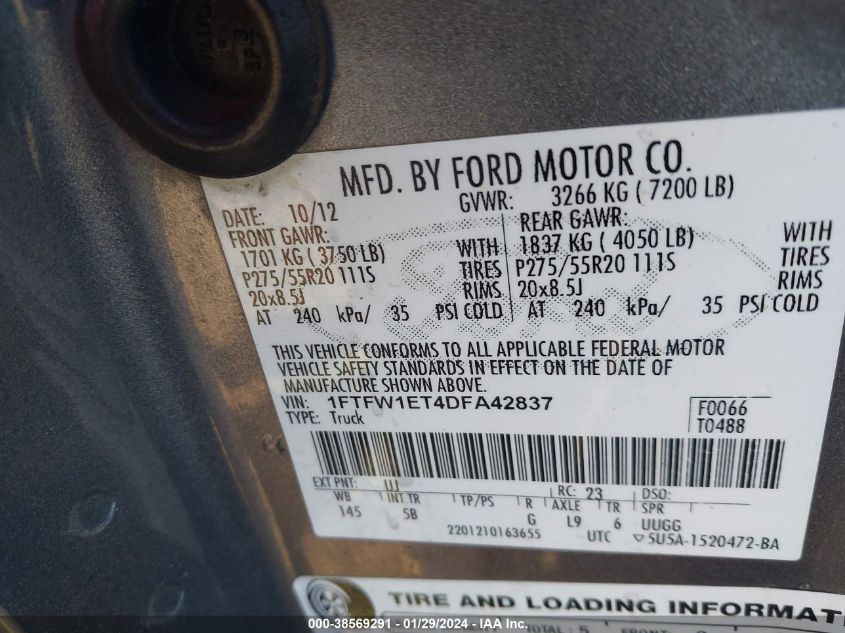 MFD. BY FORD MOTOR CO.
DATE: 10/12 GVWR: 3266 KG ( 7200 LB)
FRONT GAWR: REAR GAWR:
1701 KG ( 3750 LB) WITH 1837 KG ( 4050 LB) WITH
P275/55R20 111S TIRES P275/55R20 111S TIRES
20x8.5J RIMS 20x8.5J RIMS
AT 240 kPa/ 35 PSI COLD AT 240 kPa/ 35 PSI COLD
THIS VEHICLE CONFORMS TO ALL APPLICABLE FEDERAL MOTOR
VEHICLE SAFETY STANDARDS IN EFFECT ON THE DATE OF
MANUFACTURE SHOWN ABOVE.
VIN: 1FTFW1ET4DFA42837 F0066
TYPE: Truck T0488
EXT PNT: UJ RC: 23 DSO:
WB INT TR TP/PS R AXLE TR SPR
145 5B G L9 6 UUGG
2201210163655 UTC ▽5U5A-1520472-BA
TIRE AND LOADING INFORMAT
TOTAL: 5 FRONT
000-38569291 - 01/29/2024 - IAA Inc.